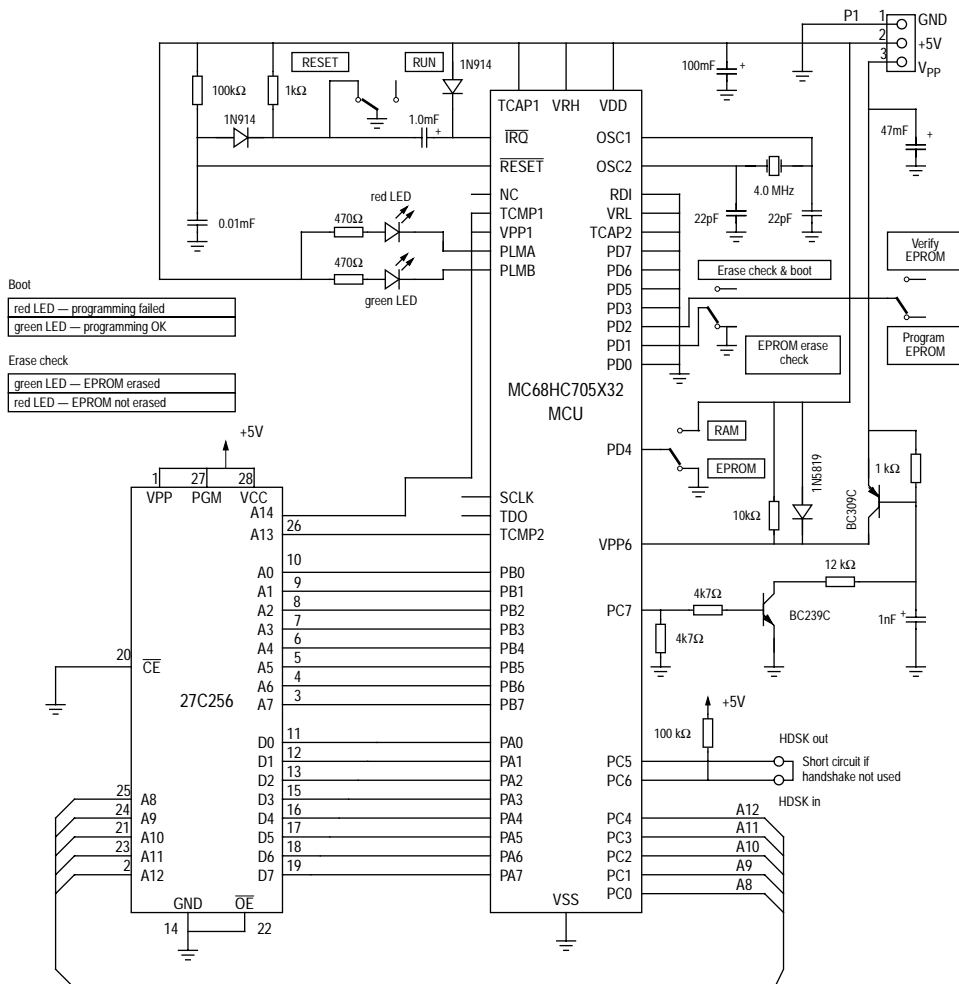 P1
1
GND
2
+5V
3
VPP
RESET
RUN
1N914
100mF
+
100kΩ
1kΩ
1N914
1.0mF
+
47mF
+
TCAP1
VRH
VDD
IRQ
OSC1
RESET
OSC2
4.0 MHz
22pF
22pF
0.01mF
red LED
470Ω
470Ω
green LED
NC
TCMP1
VPP1
PLMA
PLMB
RDI
VRL
TCAP2
PD7
PD6
PD5
PD3
PD2
PD1
PD0
Erase check & boot
EPROM erase
check
Verify
EPROM
Program
EPROM
Boot
red LED — programming failed
green LED — programming OK
Erase check
green LED — EPROM erased
red LED — EPROM not erased
MC68HC705X32
MCU
PD4
RAM
EPROM
1N5819
10kΩ
1 kΩ
BC309C
+5V
1
27
28
VPP
PGM
VCC
A14
A13
26
SCLK
TDO
TCMP2
VPP6
12 kΩ
PC7
4k7Ω
4k7Ω
BC239C
1nF
+
A0
10
PB0
A1
9
PB1
A2
8
PB2
A3
7
PB3
A4
6
PB4
A5
5
PB5
A6
4
PB6
A7
3
PB7
20
CE
27C256
+5V
100 kΩ
HDSK out
Short circuit if
handshake not used
HDSK in
PC5
PC6
D0
11
PA0
D1
12
PA1
D2
13
PA2
D3
15
PA3
D4
16
PA4
D5
17
PA5
D6
18
PA6
D7
19
PA7
25
A8
24
A9
21
A10
23
A11
2
A12
PC4
A12
PC3
A11
PC2
A10
PC1
A9
PC0
A8
GND
OE
14
22
VSS